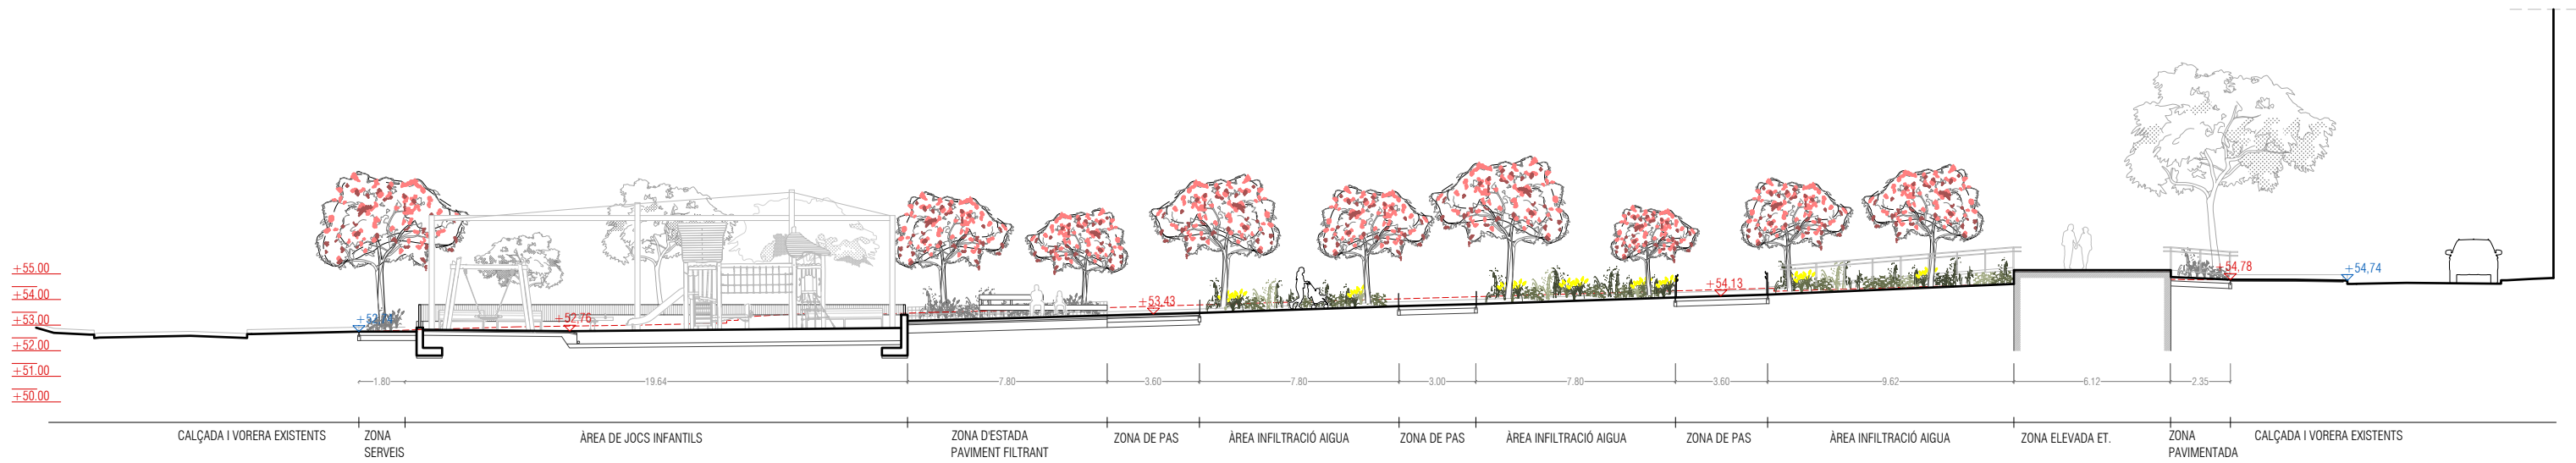 +55.00
+54.00
+53.00
+52.00
+51.00
+50.00
+52,76
+53,43
+54,13
+54,78
+54,74
1.80
19.64
7.80
3.60
7.80
3.00
7.80
3.60
9.62
6.12
2.35
CALÇADA I VORERA EXISTENTS
ZONA
SERVEIS
ÀREA DE JOCS INFANTILS
ZONA D'ESTADA
PAVIMENT FILTRANT
ZONA DE PAS
ÀREA INFILTRACIÓ AIGUA
ZONA DE PAS
ÀREA INFILTRACIÓ AIGUA
ZONA DE PAS
ÀREA INFILTRACIÓ AIGUA
ZONA ELEVADA ET.
ZONA
PAVIMENTADA
CALÇADA I VORERA EXISTENTS